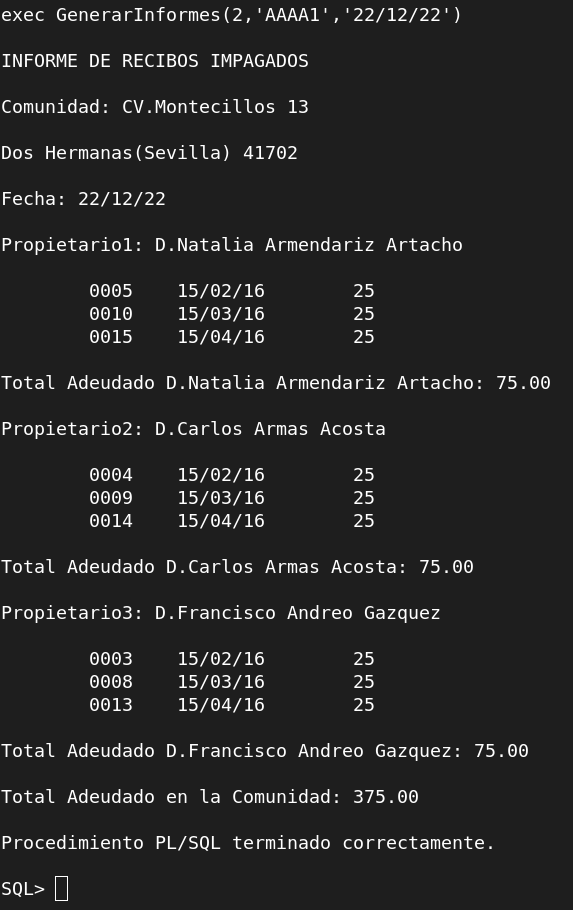 exec GenerarInformes(2,'AAAA1','22/12/22')
INFORME DE RECIBOS IMPAGADOS
Comunidad: CV.Montecillos 13
Dos Hermanas(Sevilla) 41702
Fecha: 22/12/22
Propietario1: D.Natalia Armendariz Artacho
0005 15/02/16 25
0010 15/03/16 25
0015 15/04/16 25
Total Adeudado D.Natalia Armendariz Artacho: 75.00
Propietario2: D.Carlos Armas Acosta
0004 15/02/16 25
0009 15/03/16 25
0014 15/04/16 25
Total Adeudado D.Carlos Armas Acosta: 75.00
Propietario3: D.Francisco Andreo Gazquez
0003 15/02/16 25
0008 15/03/16 25
0013 15/04/16 25
Total Adeudado D.Francisco Andreo Gazquez: 75.00
Total Adeudado en la Comunidad: 375.00
Procedimiento PL/SQL terminado correctamente.
SQL>